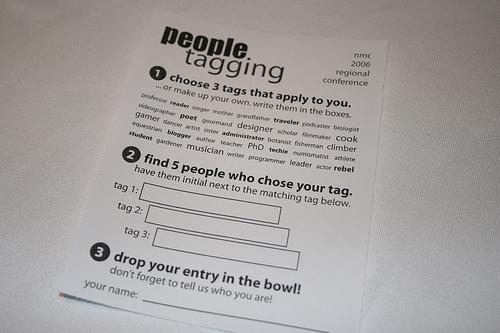 people
tagging
nmc
2006
regional
conference
1 choose 3 tags that apply to you.
... or make up your own. write them in the boxes.
professor reader singer mother grandfather traveler podcaster biologist
videographer poet gourmand designer scholar filmmaker cook
gamer dancer artist sister administrator botanist fisherman climber
equestrian blogger author teacher PhD techie numismatist athlete
student gardener musician writer programmer leader actor rebel
2 find 5 people who chose your tag.
have them initial next to the matching tag below.
tag 1:
tag 2:
tag 3:
3 drop your entry in the bowl!
don't forget to tell us who you are!
your name: